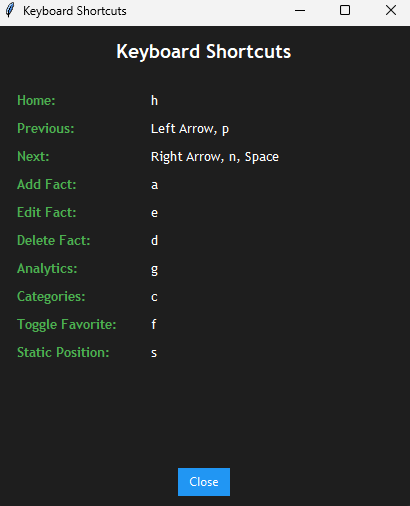 Keyboard Shortcuts
Keyboard Shortcuts
Home: h
Previous: Left Arrow, p
Next: Right Arrow, n, Space
Add Fact: a
Edit Fact: e
Delete Fact: d
Analytics: g
Categories: c
Toggle Favorite: f
Static Position: s
Close